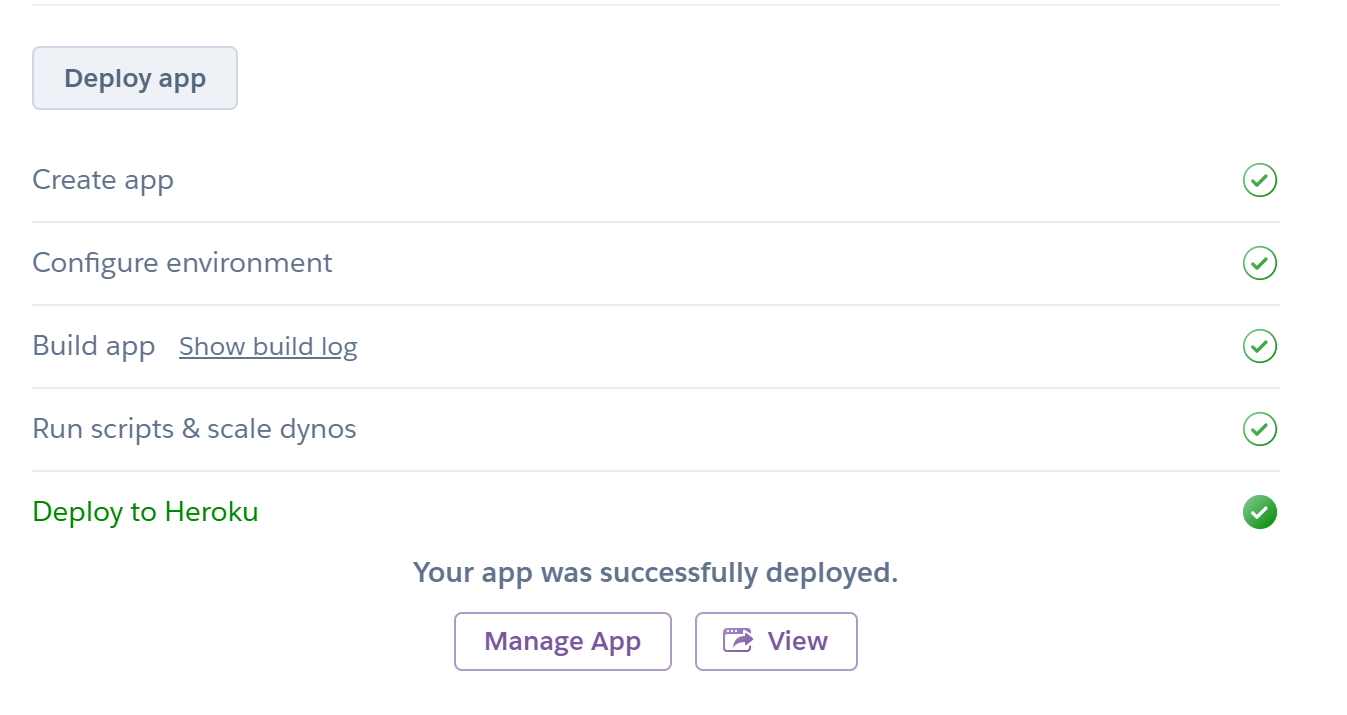 Deploy app
Create app
Configure environment
Build app Show build log
Run scripts & scale dynos
Deploy to Heroku
Your app was successfully deployed.
Manage App View